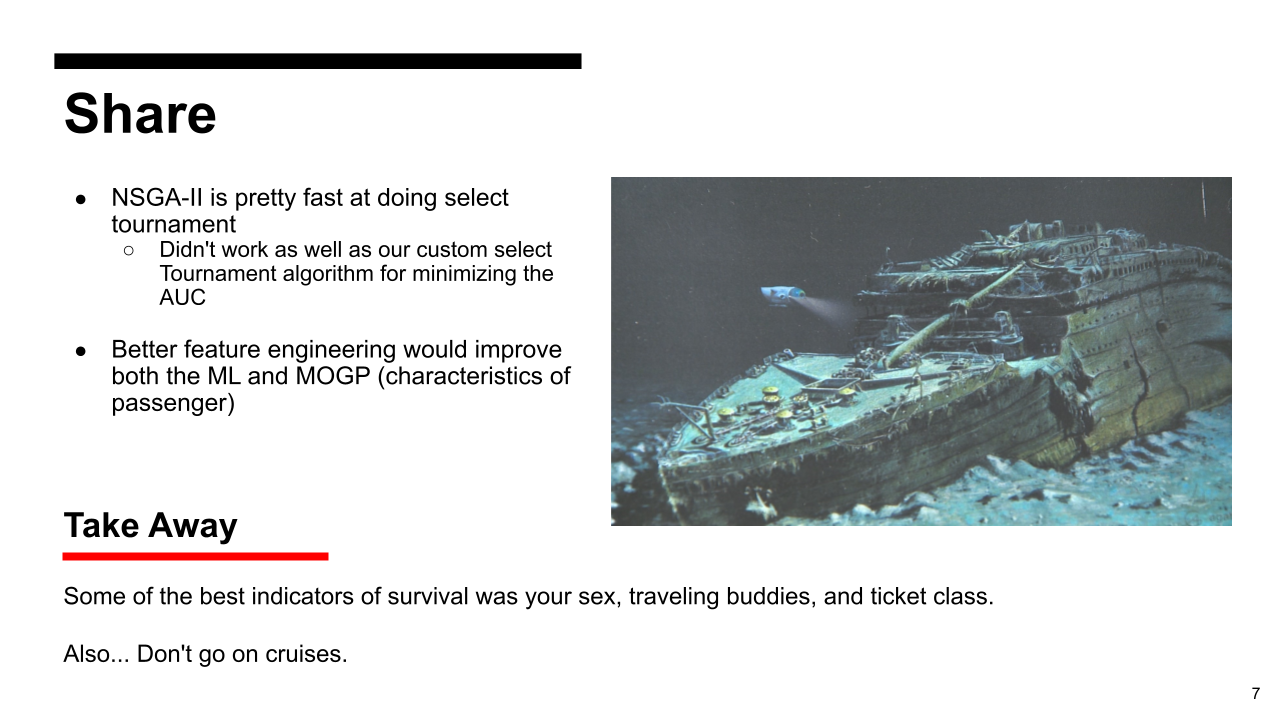 Share
● NSGA-II is pretty fast at doing select
tournament
○ Didn't work as well as our custom select
Tournament algorithm for minimizing the
AUC
● Better feature engineering would improve
both the ML and MOGP (characteristics of
passenger)
Take Away
Some of the best indicators of survival was your sex, traveling buddies, and ticket class.
Also... Don't go on cruises.
7